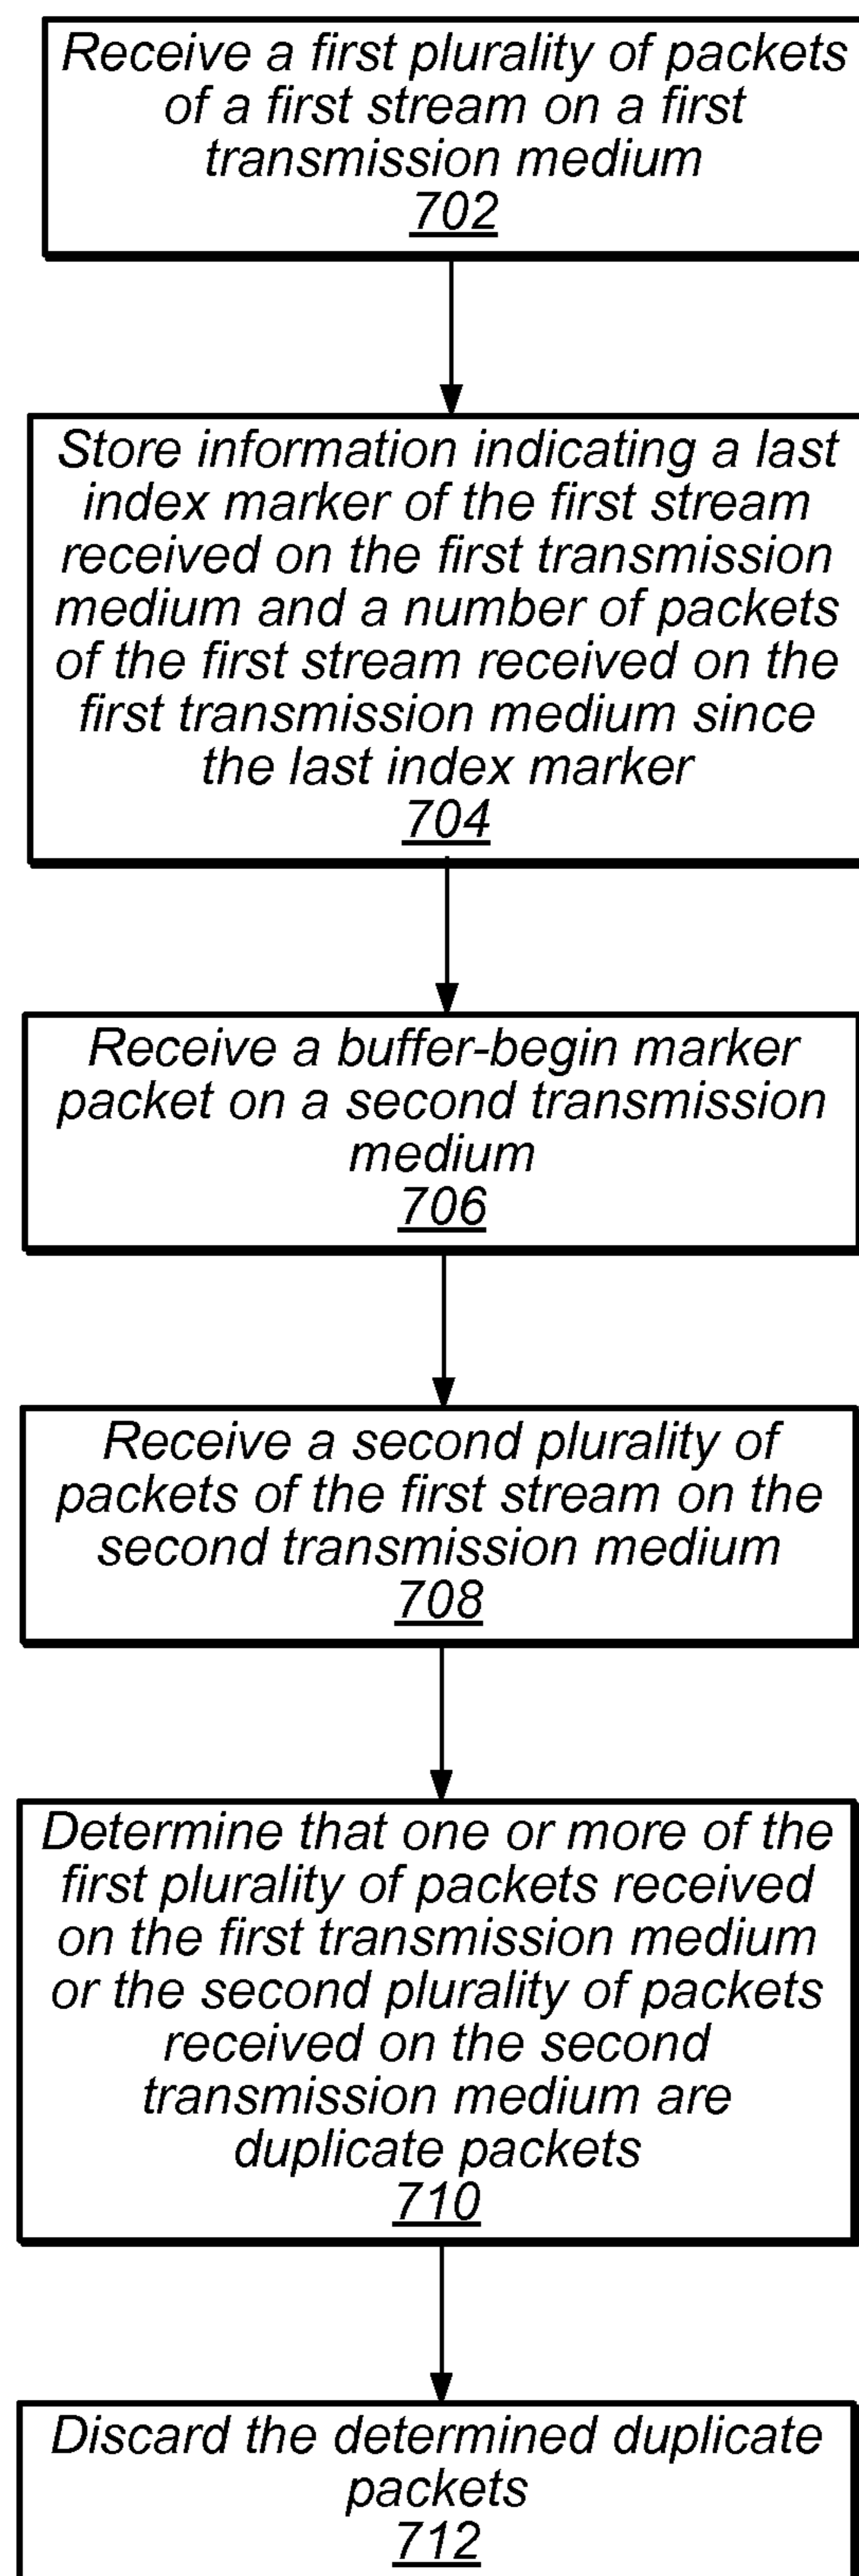 Receive a first plurality of packets
of a first stream on a first
transmission medium
702
Store information indicating a last
index marker of the first stream
received on the first transmission
medium and a number of packets
of the first stream received on the
first transmission medium since
the last index marker
704
Receive a buffer-begin marker
packet on a second transmission
medium
706
Receive a second plurality of
packets of the first stream on the
second transmission medium
708
Determine that one or more of the
first plurality of packets received
on the first transmission medium
or the second plurality of packets
received on the second
transmission medium are
duplicate packets
710
Discard the determined duplicate
packets
712